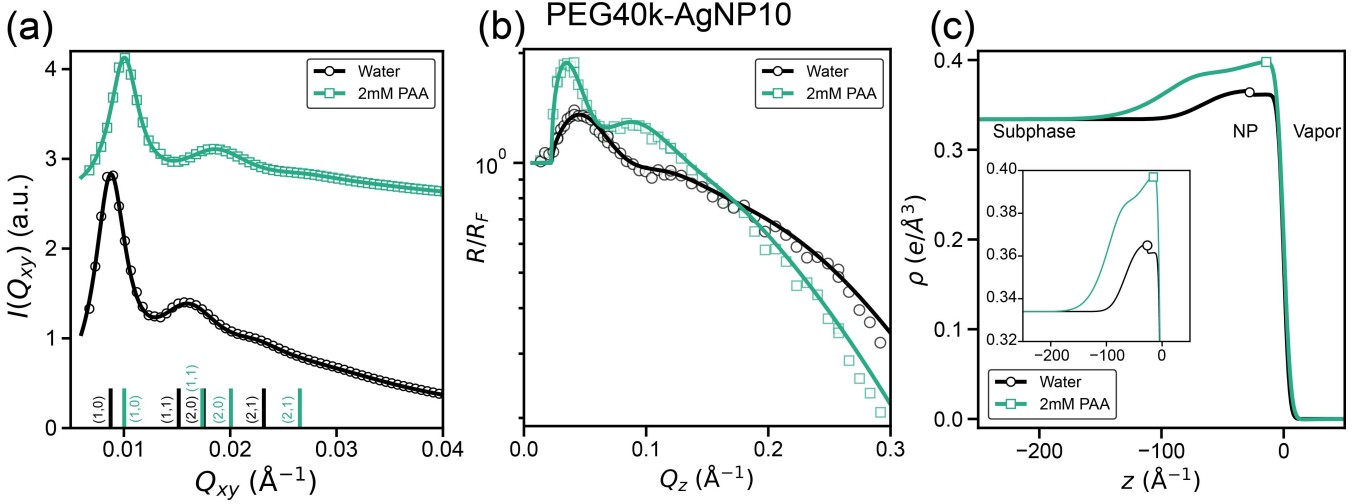 PEG40k-AgNP10
(a)
I(Q_xy) (a.u.)
4
3
2
1
0
Water
2mM PAA
(1,0)
(1,0)
(1,1)
(2,0)
(1,1)
(2,0)
(2,1)
(2,1)
0.01
0.02
0.03
0.04
Q_xy (Å⁻¹)
(b)
R/R_F
10⁰
Water
2mM PAA
0.0
0.1
0.2
0.3
Q_z (Å⁻¹)
(c)
ρ (e/Å³)
0.4
0.3
0.2
0.1
0.0
Subphase
NP
Vapor
0.40
0.38
0.36
0.34
0.32
−200
−100
0
Water
2mM PAA
−200
−100
0
z (Å⁻¹)